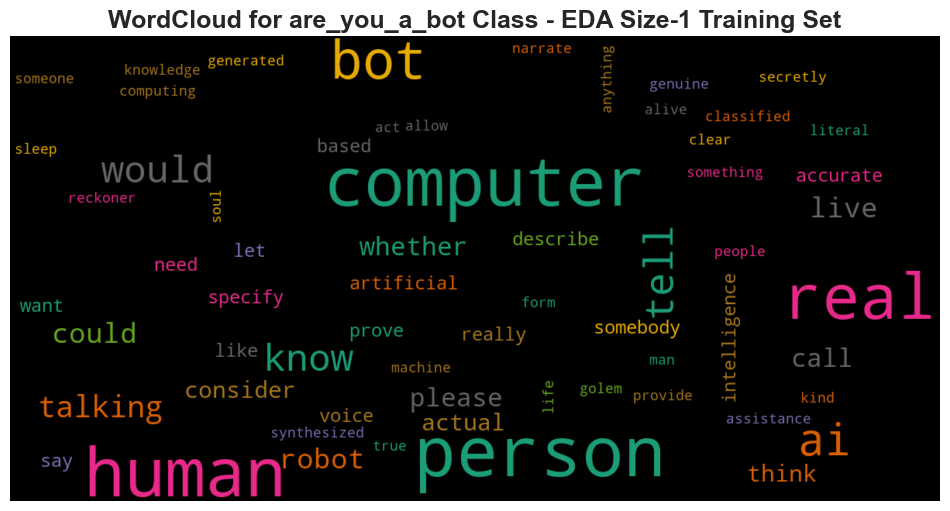 WordCloud for are_you_a_bot Class - EDA Size-1 Training Set
bot
narrate
anything
someone
knowledge
generated
computing
genuine
secretly
alive
classified
literal
act
allow
clear
sleep
would
based
computer
something
accurate
reckoner
soul
live
let
whether
describe
tell
people
need
artificial
intelligence
real
want
specify
form
could
prove
really
somebody
like
know
machine
man
call
consider
please
life
golem
provide
kind
talking
voice
actual
assistance
synthesized
true
person
ai
say
human
robot
think